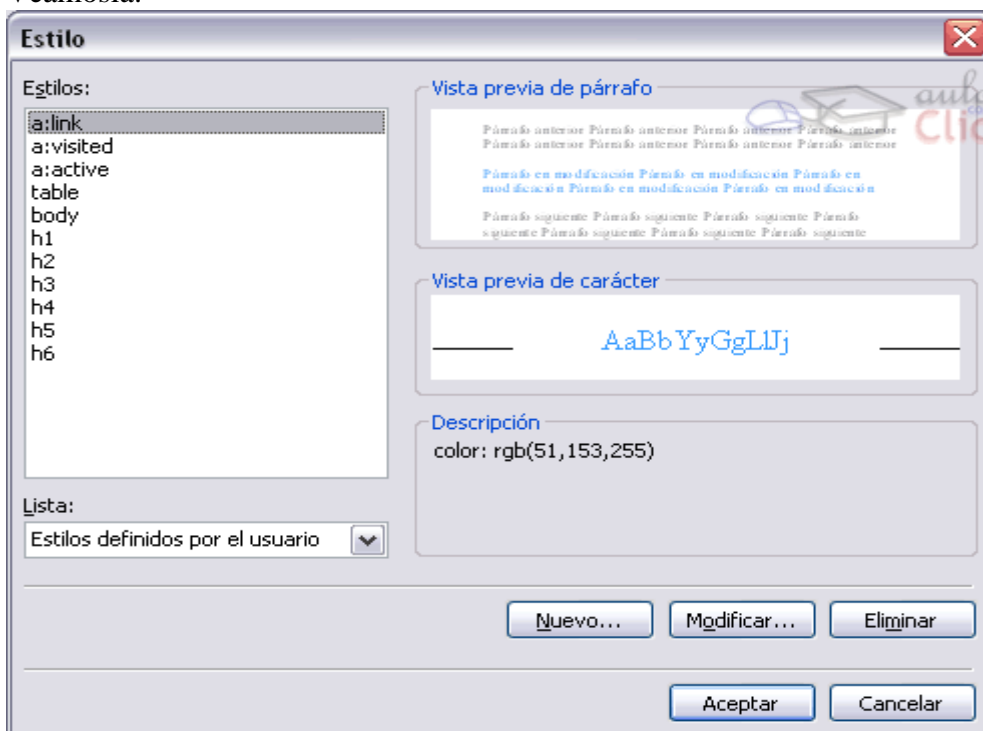 Estilo
Estilos:
a:link
a:visited
a:active
table
body
h1
h2
h3
h4
h5
h6
Lista:
Estilos definidos por el usuario
Vista previa de párrafo
Párrafo anterior Párrafo anterior Párrafo anterior Párrafo anterior
Párrafo anterior Párrafo anterior Párrafo anterior Párrafo anterior
Párrafo en modificación Párrafo en modificación Párrafo en
modificación Párrafo en modificación Párrafo en modificación
Párrafo siguiente Párrafo siguiente Párrafo siguiente Párrafo
siguiente Párrafo siguiente Párrafo siguiente Párrafo siguiente
Vista previa de carácter
AaBbYyGgLlJj
Descripción
color: rgb(51,153,255)
Nuevo... Modificar... Eliminar
Aceptar Cancelar